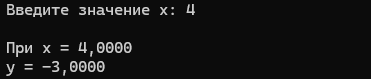 Введите значение x: 4
При x = 4,0000
y = -3,0000